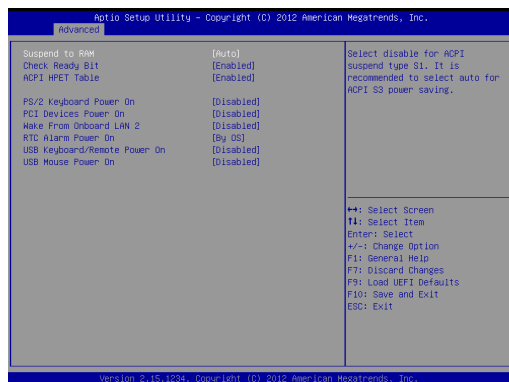 Aptio Setup Utility – Copyright (C) 2012 American Megatrends, Inc.
Advanced
Suspend to RAM [Auto]
Check Ready Bit [Enabled]
ACPI HPET Table [Enabled]
PS/2 Keyboard Power On [Disabled]
PCI Devices Power On [Disabled]
Wake From Onboard LAN 2 [Disabled]
RTC Alarm Power On [By OS]
USB Keyboard/Remote Power On [Disabled]
USB Mouse Power On [Disabled]
Select disable for ACPI
suspend type S1. It is
recommended to select auto for
ACPI S3 power saving.
↔: Select Screen
↑↓: Select Item
Enter: Select
+/-: Change Option
F1: General Help
F7: Discard Changes
F9: Load UEFI Defaults
F10: Save and Exit
ESC: Exit
Version 2.15.1234. Copyright (C) 2012 American Megatrends, Inc.